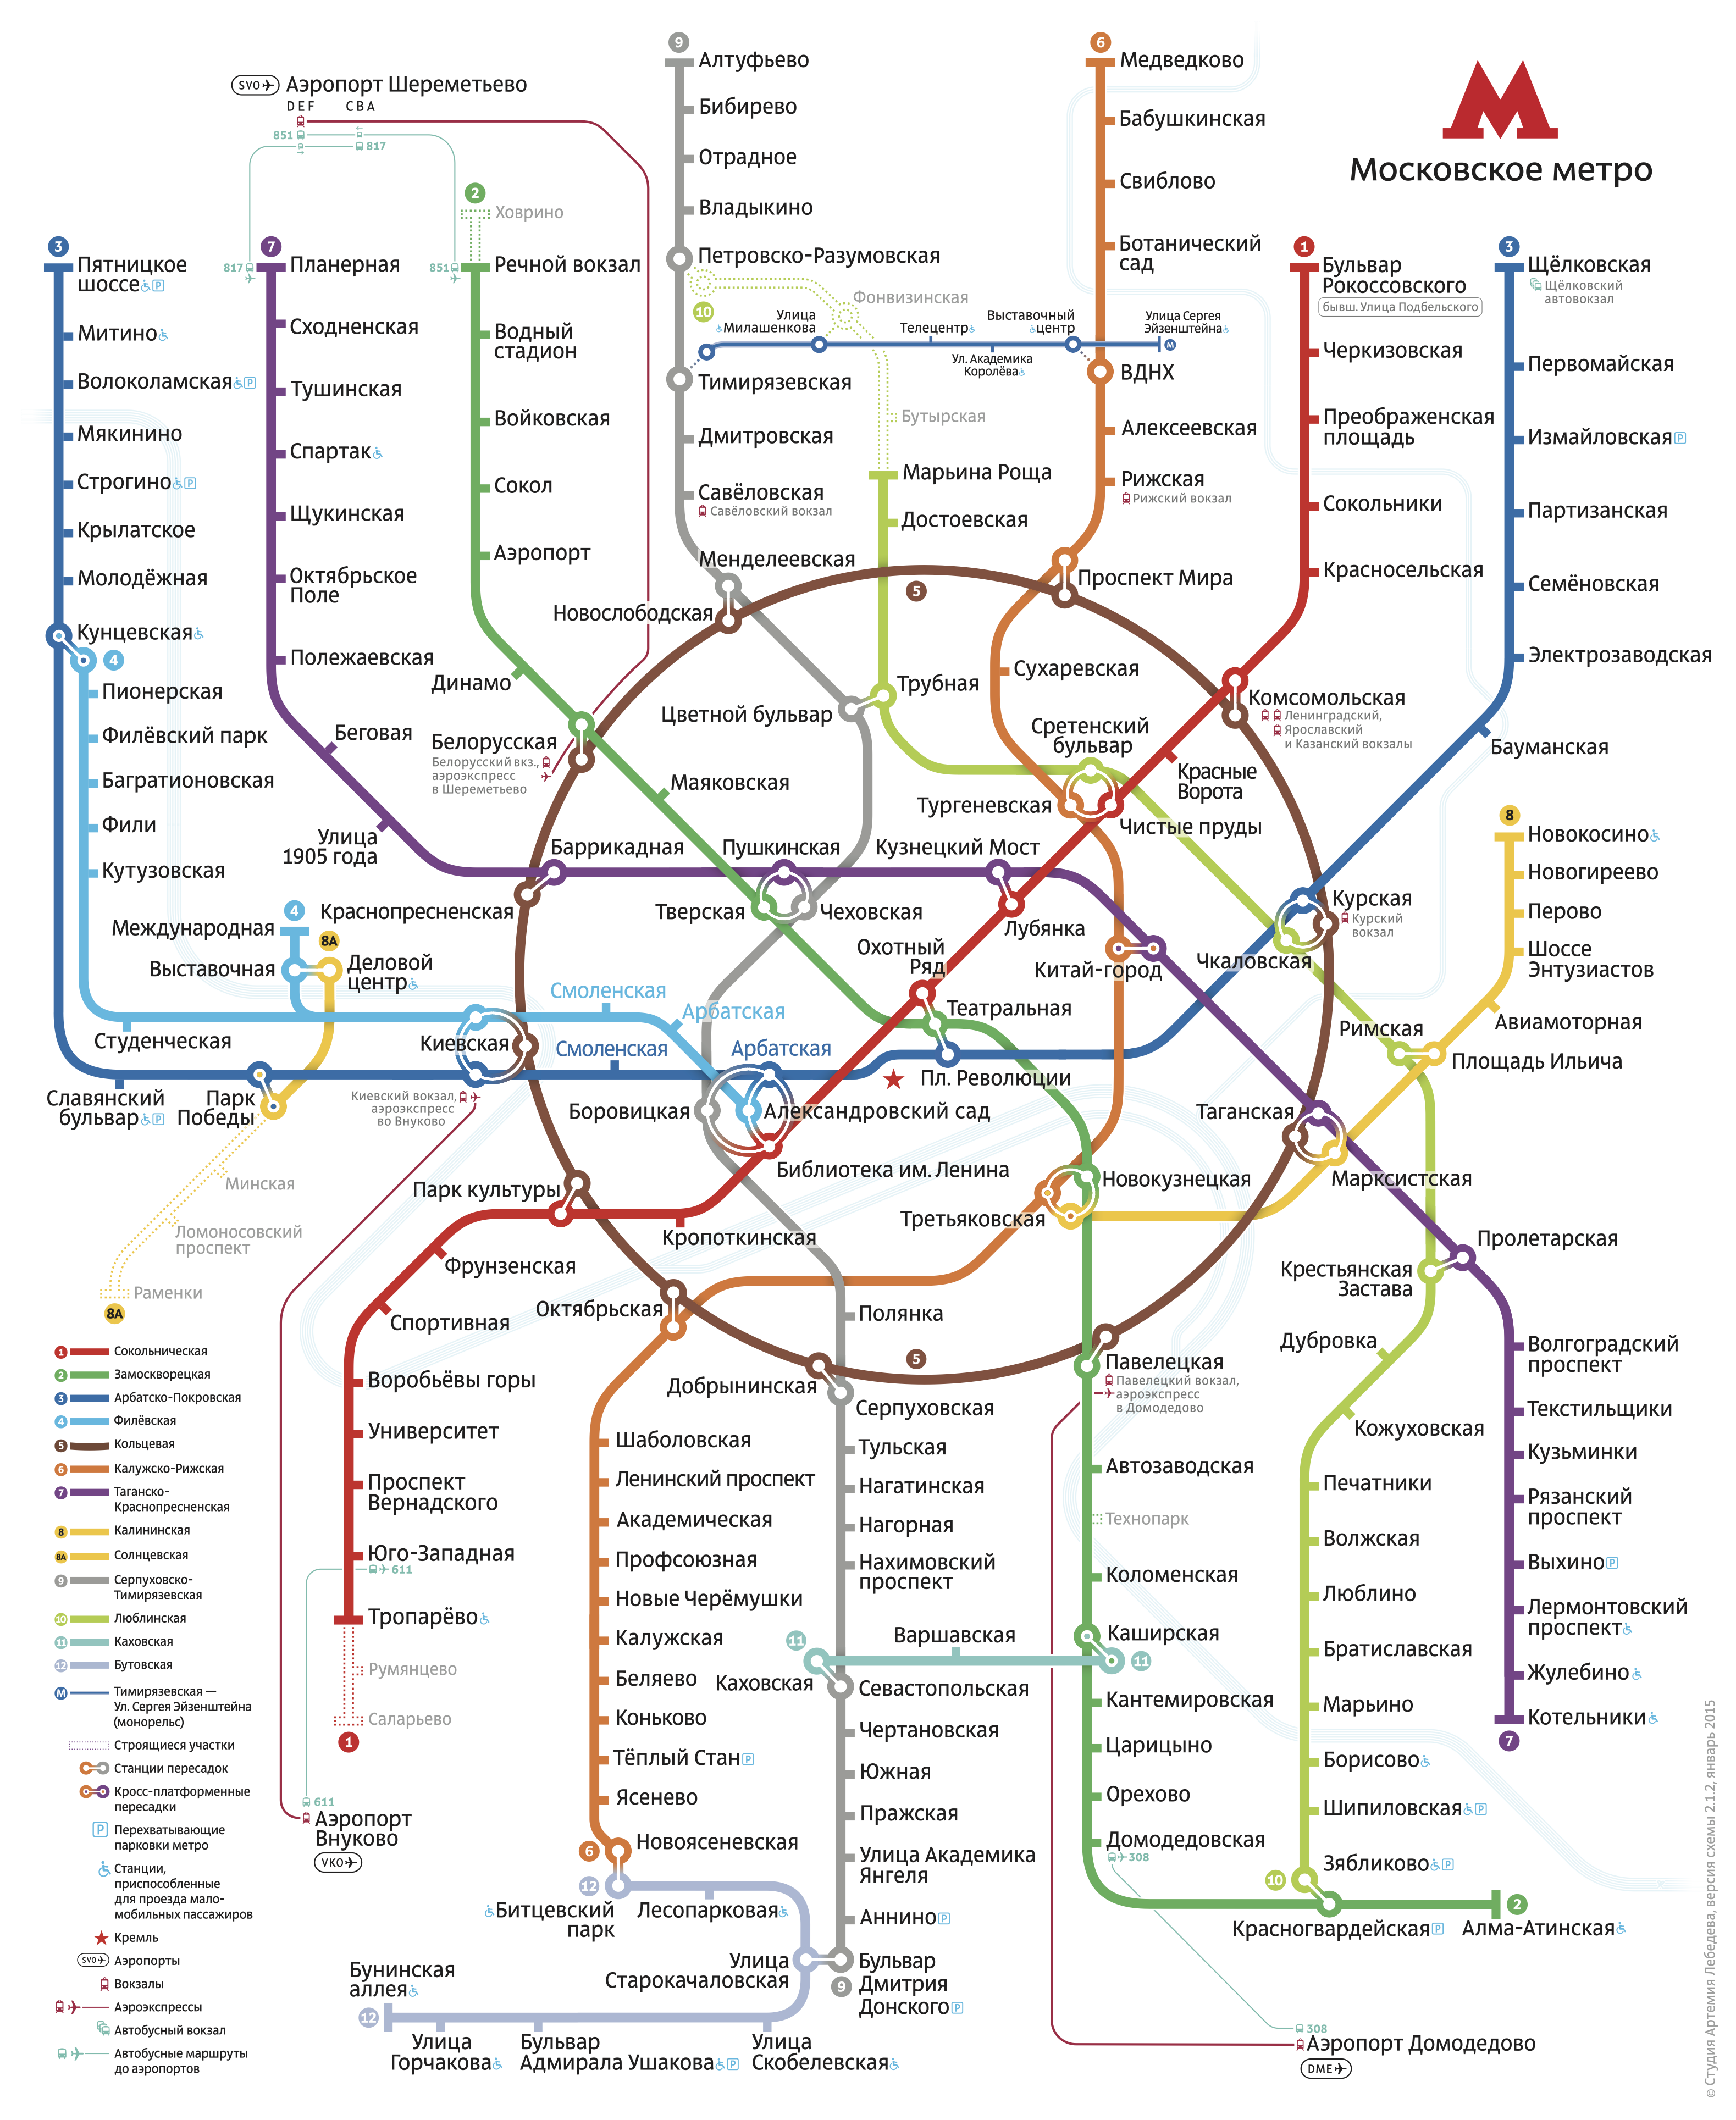 9
Алтуфьево
Бибирево
Отрадное
Владыкино
Петровско-Разумовская
Тимирязевская
Дмитровская
Савёловская
Савёловский вокзал
Менделеевская
Новослободская
6
Медведково
Бабушкинская
Свиблово
Ботанический
сад
ВДНХ
Алексеевская
Рижская
Рижский вокзал
Проспект Мира
Московское метро
SVO
Аэропорт Шереметьево
D E F
C B A
851
817
2
Ховрино
851
Речной вокзал
Водный
стадион
Войковская
Сокол
Аэропорт
Динамо
Белорусская
Белорусский вкз.,
аэроэкспресс
в Шереметьево
3
Пятницкое
шоссе
P
Митино
Волоколамская
P
Мякинино
Строгино
P
Крылатское
Молодёжная
Кунцевская
4
Пионерская
Филёвский парк
Багратионовская
Фили
Кутузовская
7
817
Планерная
Сходненская
Тушинская
Спартак
Щукинская
Октябрьское
Поле
Полежаевская
Беговая
Улица
1905 года
10
Фонвизинская
Улица
Милашенкова
Телецентр
Ул. Академика
Королёва
Выставочный
центр
Улица Сергея
Эйзенштейна
М
Бутырская
Марьина Роща
Достоевская
Трубная
Цветной бульвар
5
Сухаревская
Сретенский
бульвар
Тургеневская
Чистые пруды
1
Бульвар
Рокоссовского
бывш. Улица Подбельского
Черкизовская
Преображенская
площадь
Сокольники
Красносельская
Комсомольская
Ленинградский,
Ярославский
и Казанский вокзалы
Красные
Ворота
3
Щёлковская
Щёлковский
автовокзал
Первомайская
Измайловская
P
Партизанская
Семёновская
Электрозаводская
Бауманская
8
Новокосино
Новогиреево
Перово
Шоссе
Энтузиастов
Авиамоторная
Площадь Ильича
Римская
Курская
Курский
вокзал
Чкаловская
Маяковская
Баррикадная
Краснопресненская
Пушкинская
Тверская
Чеховская
Кузнецкий Мост
Лубянка
Китай-город
Охотный
Ряд
Театральная
Пл. Революции
4
Международная
Выставочная
8А
Деловой
центр
Студенческая
Славянский
бульвар
P
Парк
Победы
Киевская
Киевский вокзал,
аэроэкспресс
во Внуково
Смоленская
Арбатская
Смоленская
Арбатская
Боровицкая
Александровский сад
Библиотека им. Ленина
Минская
Ломоносовский
проспект
Раменки
8А
Парк культуры
Кропоткинская
Фрунзенская
Спортивная
Воробьёвы горы
Университет
Проспект
Вернадского
Юго-Западная
611
Тропарёво
Румянцево
Саларьево
1
611
Аэропорт
Внуково
VKO
Таганская
Марксистская
Новокузнецкая
Третьяковская
Октябрьская
Полянка
Добрынинская
Серпуховская
5
Павелецкая
Павелецкий вокзал,
аэроэкспресс
в Домодедово
Пролетарская
Крестьянская
Застава
Дубровка
Кожуховская
Печатники
Волжская
Люблино
Братиславская
Марьино
Борисово
Шипиловская
P
Зябликово
P
10
Волгоградский
проспект
Текстильщики
Кузьминки
Рязанский
проспект
Выхино
P
Лермонтовский
проспект
Жулебино
Котельники
7
Шаболовская
Ленинский проспект
Академическая
Профсоюзная
Новые Черёмушки
Калужская
Беляево
Коньково
Тёплый Стан
P
Ясенево
Новоясеневская
6
12
Битцевский
парк
Лесопарковая
Улица
Старокачаловская
Бунинская
аллея
12
Улица
Горчакова
Бульвар
Адмирала Ушакова
P
Улица
Скобелевская
Тульская
Нагатинская
Нагорная
Нахимовский
проспект
11
Варшавская
Каховская
Севастопольская
Чертановская
Южная
Пражская
Улица Академика
Янгеля
Аннино
P
Бульвар
Дмитрия
Донского
P
9
Автозаводская
Технопарк
Коломенская
Каширская
11
Кантемировская
Царицыно
Орехово
Домодедовская
308
Красногвардейская
P
Алма-Атинская
2
308
Аэропорт Домодедово
DME
1 Сокольническая
2 Замоскворецкая
3 Арбатско-Покровская
4 Филёвская
5 Кольцевая
6 Калужско-Рижская
7 Таганско-
Краснопресненская
8 Калининская
8А Солнцевская
9 Серпуховско-
Тимирязевская
10 Люблинская
11 Каховская
12 Бутовская
М Тимирязевская —
Ул. Сергея Эйзенштейна
(монорельс)
Строящиеся участки
Станции пересадок
Кросс-платформенные
пересадки
P Перехватывающие
парковки метро
Станции,
приспособленные
для проезда мало-
мобильных пассажиров
Кремль
SVO Аэропорты
Вокзалы
Аэроэкспрессы
Автобусный вокзал
Автобусные маршруты
до аэропортов
© Студия Артемия Лебедева, версия схемы 2.1.2, январь 2015